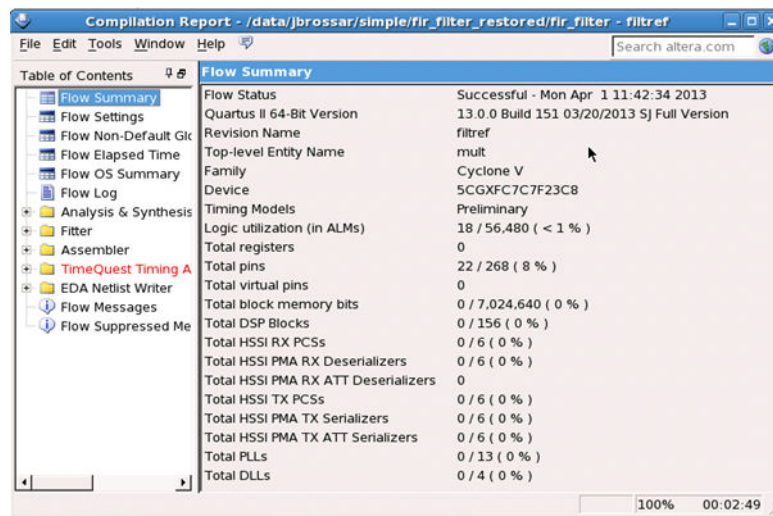 Compilation Report - /data/jbrossar/simple/fir_filter_restored/fir_filter - filtref
File Edit Tools Window Help
Search altera.com
Table of Contents
Flow Summary
Flow Settings
Flow Non-Default Glo
Flow Elapsed Time
Flow OS Summary
Flow Log
Analysis & Synthesis
Fitter
Assembler
TimeQuest Timing A
EDA Netlist Writer
Flow Messages
Flow Suppressed Me
Flow Summary
Flow Status Successful - Mon Apr 1 11:42:34 2013
Quartus II 64-Bit Version 13.0.0 Build 151 03/20/2013 SJ Full Version
Revision Name filtref
Top-level Entity Name mult
Family Cyclone V
Device 5CGXFC7C7F23C8
Timing Models Preliminary
Logic utilization (in ALMs) 18 / 56,480 ( < 1 % )
Total registers 0
Total pins 22 / 268 ( 8 % )
Total virtual pins 0
Total block memory bits 0 / 7,024,640 ( 0 % )
Total DSP Blocks 0 / 156 ( 0 % )
Total HSSI RX PCSs 0 / 6 ( 0 % )
Total HSSI PMA RX Deserializers 0 / 6 ( 0 % )
Total HSSI PMA RX ATT Deserializers 0
Total HSSI TX PCSs 0 / 6 ( 0 % )
Total HSSI PMA TX Serializers 0 / 6 ( 0 % )
Total HSSI PMA TX ATT Serializers 0 / 6 ( 0 % )
Total PLLs 0 / 13 ( 0 % )
Total DLLs 0 / 4 ( 0 % )
100% 00:02:49